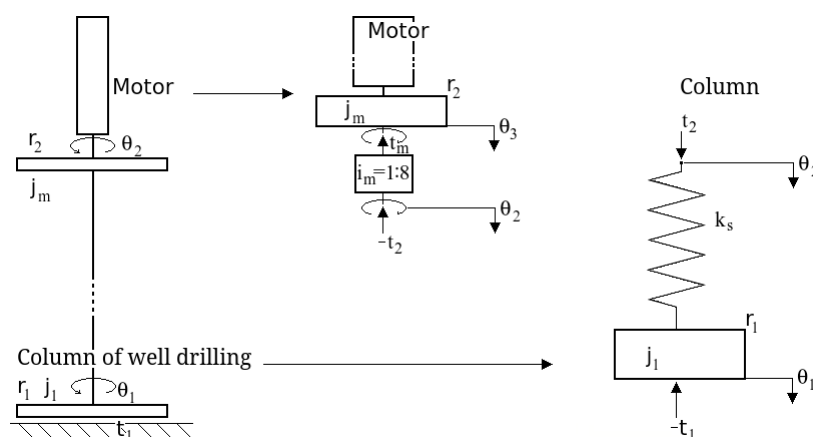 Motor
r₂ θ₂
jₘ
Column of well drilling
r₁ j₁ θ₁
t₁
Motor
r₂
jₘ
θ₃
tₘ
iₘ=1:8
θ₂
-t₂
Column
t₂
kₛ
r₁
j₁
θ₁
-t₁